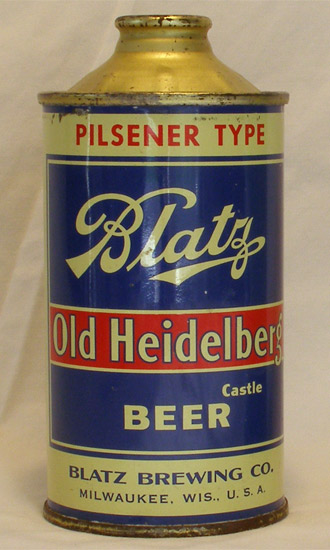 PILSENER TYPE
Blatz
Old Heidelberg
Castle
BEER
BLATZ BREWING CO.
MILWAUKEE, WIS., U. S. A.